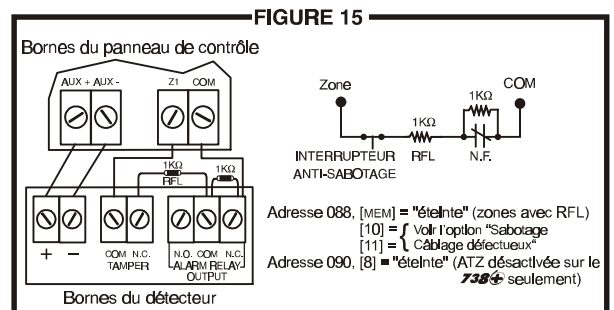 FIGURE 15
Bornes du panneau de contrôle
AUX + AUX - Z1 COM
1KΩ
RFL
1KΩ
+ - COM N.C. N.O. COM N.C.
TAMPER ALARM RELAY
OUTPUT
Bornes du détecteur
Zone COM
1KΩ
1KΩ
INTERRUPTEUR RFL N.F.
ANTI-SABOTAGE
Adresse 088, [MEM] = "éteinte" (zones avec RFL)
[10] = { Voir l'option "Sabotage
[11] = { Câblage défectueux"
Adresse 090, [8] = "éteinte" (ATZ désactivée sur le
738+ seulement)